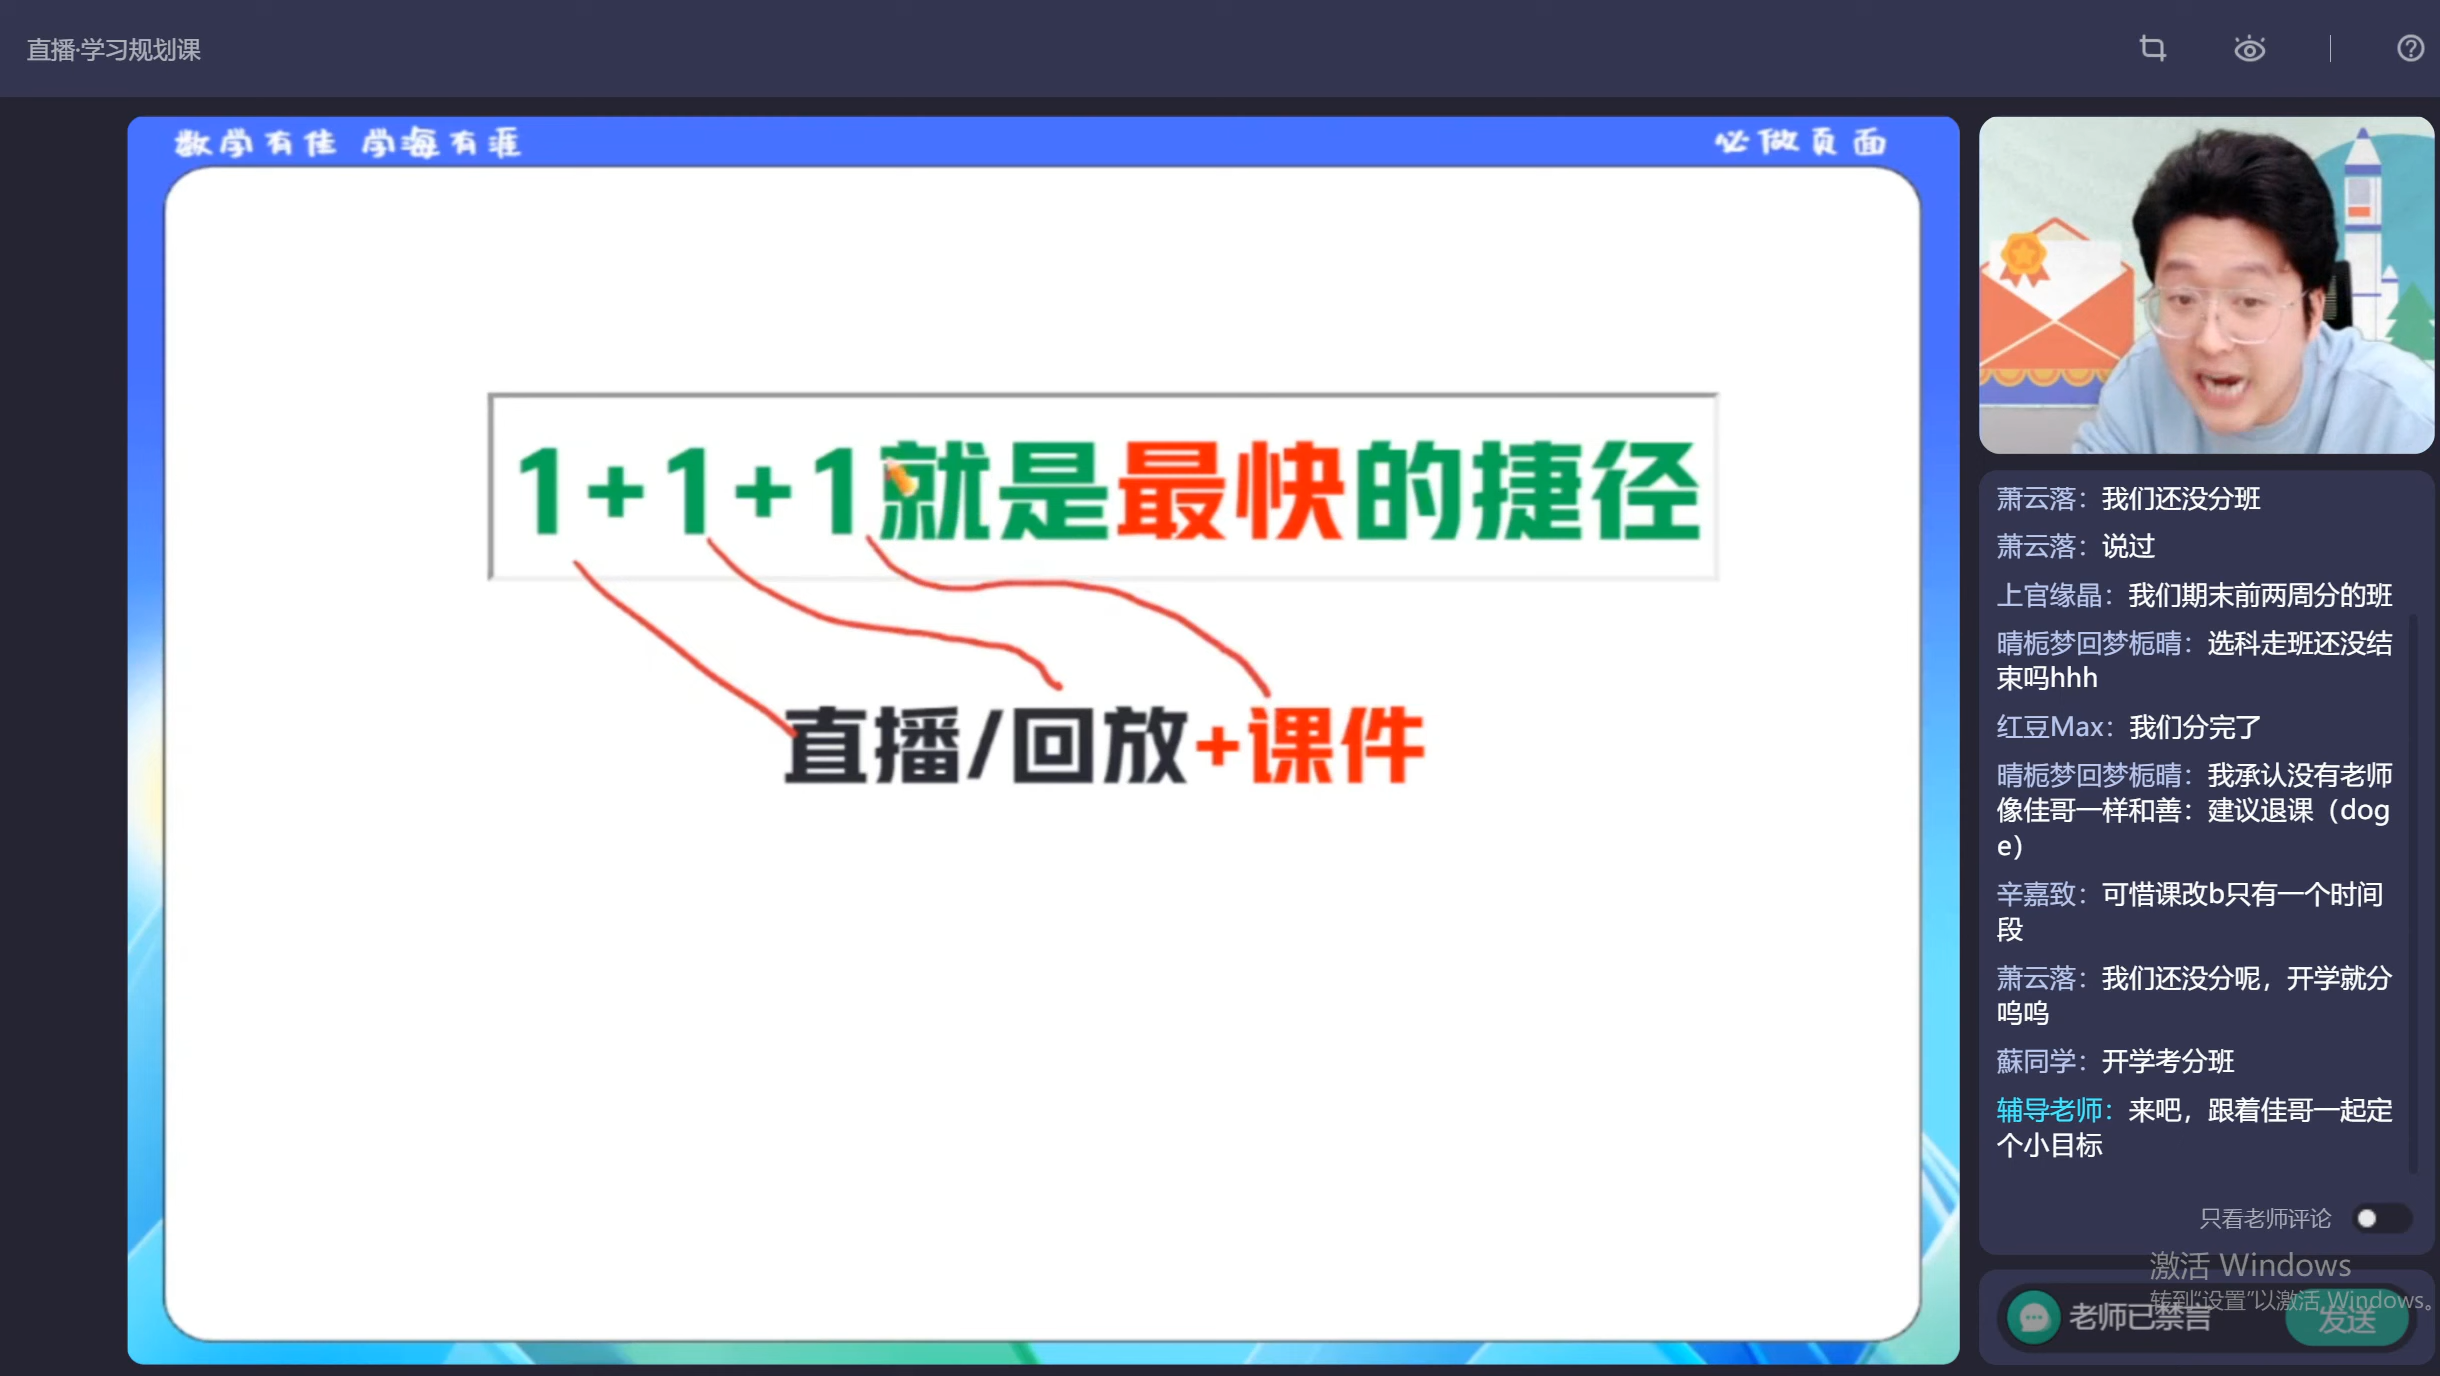 直播·学习规划课
数学有佳 学海有涯
必做页面
1+1+1就是最快的捷径
直播/回放+课件
萧云落：我们还没分班
萧云落：说过
上官缘晶：我们期末前两周分的班
晴栀梦回梦栀晴：选科走班还没结
束吗hhh
红豆Max：我们分完了
晴栀梦回梦栀晴：我承认没有老师
像佳哥一样和善：建议退课（dog
e）
辛嘉致：可惜课改b只有一个时间
段
萧云落：我们还没分呢，开学就分
呜呜
蘇同学：开学考分班
辅导老师：来吧，跟着佳哥一起定
个小目标
只看老师评论
激活 Windows
转到“设置”以激活 Windows。
老师已禁言
发送